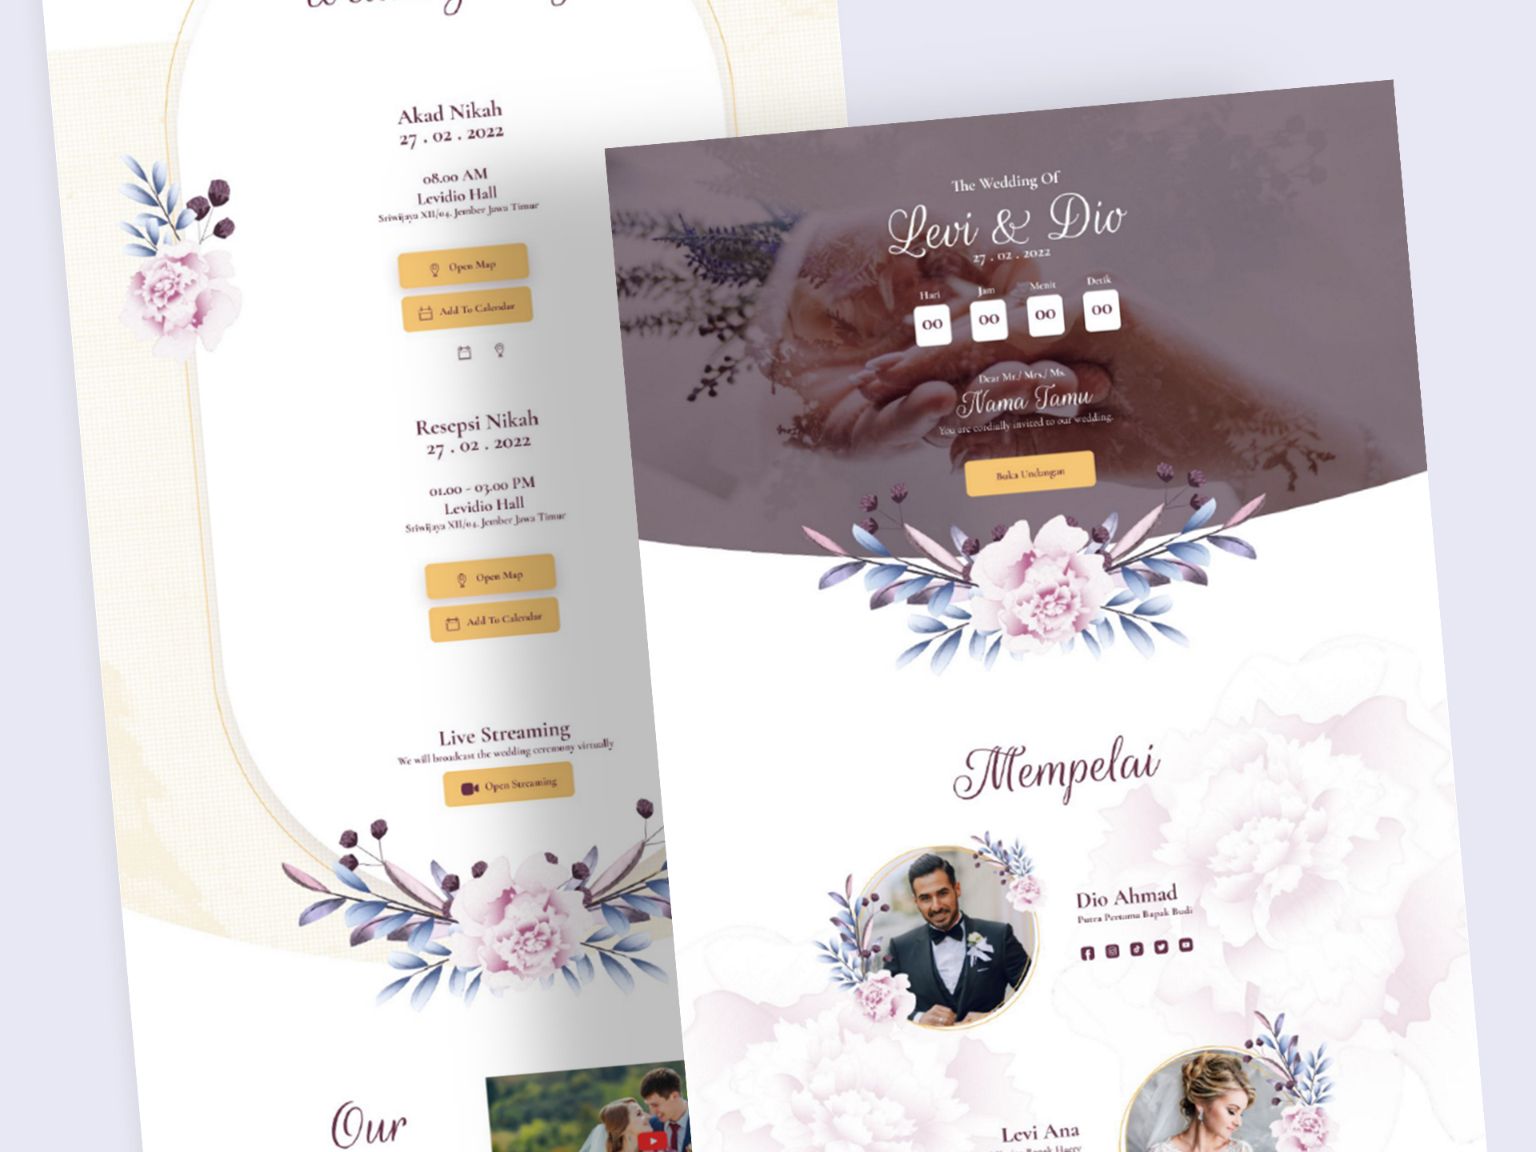 Akad Nikah
27 . 02 . 2022
08.00 AM
Levidio Hall
Sriwijaya XII/04, Jember Jawa Timur
Open Map
Add To Calendar
Resepsi Nikah
27 . 02 . 2022
01.00 - 03.00 PM
Levidio Hall
Sriwijaya XII/04, Jember Jawa Timur
Open Map
Add To Calendar
Live Streaming
We will broadcast the wedding ceremony virtually
Open Streaming
Our
The Wedding Of
Levi & Dio
27 . 02 . 2022
Hari Jam Menit Detik
00 00 00 00
Dear Mr./ Mrs./ Ms.
Nama Tamu
You are cordially invited to our wedding.
Buka Undangan
Mempelai
Dio Ahmad
Putra Pertama Bapak Budi
Levi Ana